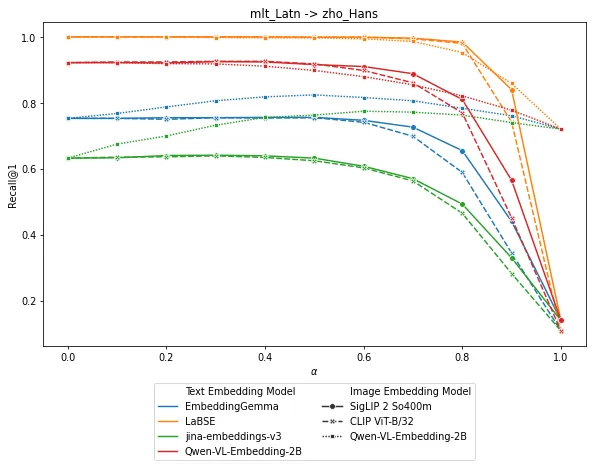 mlt_Latn -> zho_Hans
1.0
0.8
0.6
0.4
0.2
Recall@1
0.0 0.2 0.4 0.6 0.8 1.0
α
Text Embedding Model Image Embedding Model
EmbeddingGemma SigLIP 2 So400m
LaBSE CLIP ViT-B/32
jina-embeddings-v3 Qwen-VL-Embedding-2B
Qwen-VL-Embedding-2B